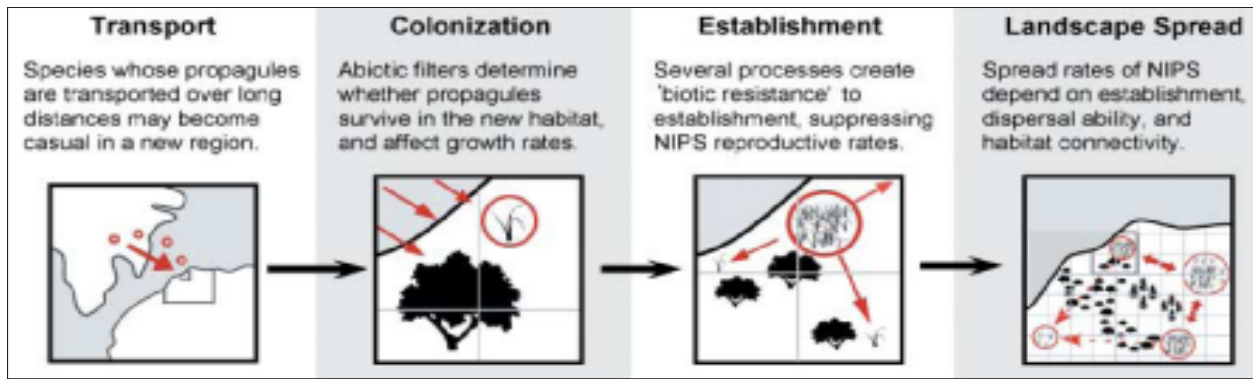 Transport
Species whose propagules
are transported over long
distances may become
casual in a new region.
Colonization
Abiotic filters determine
whether propagules
survive in the new habitat,
and affect growth rates.
Establishment
Several processes create
'biotic resistance' to
establishment, suppressing
NIPS reproductive rates.
Landscape Spread
Spread rates of NIPS
depend on establishment,
dispersal ability, and
habitat connectivity.